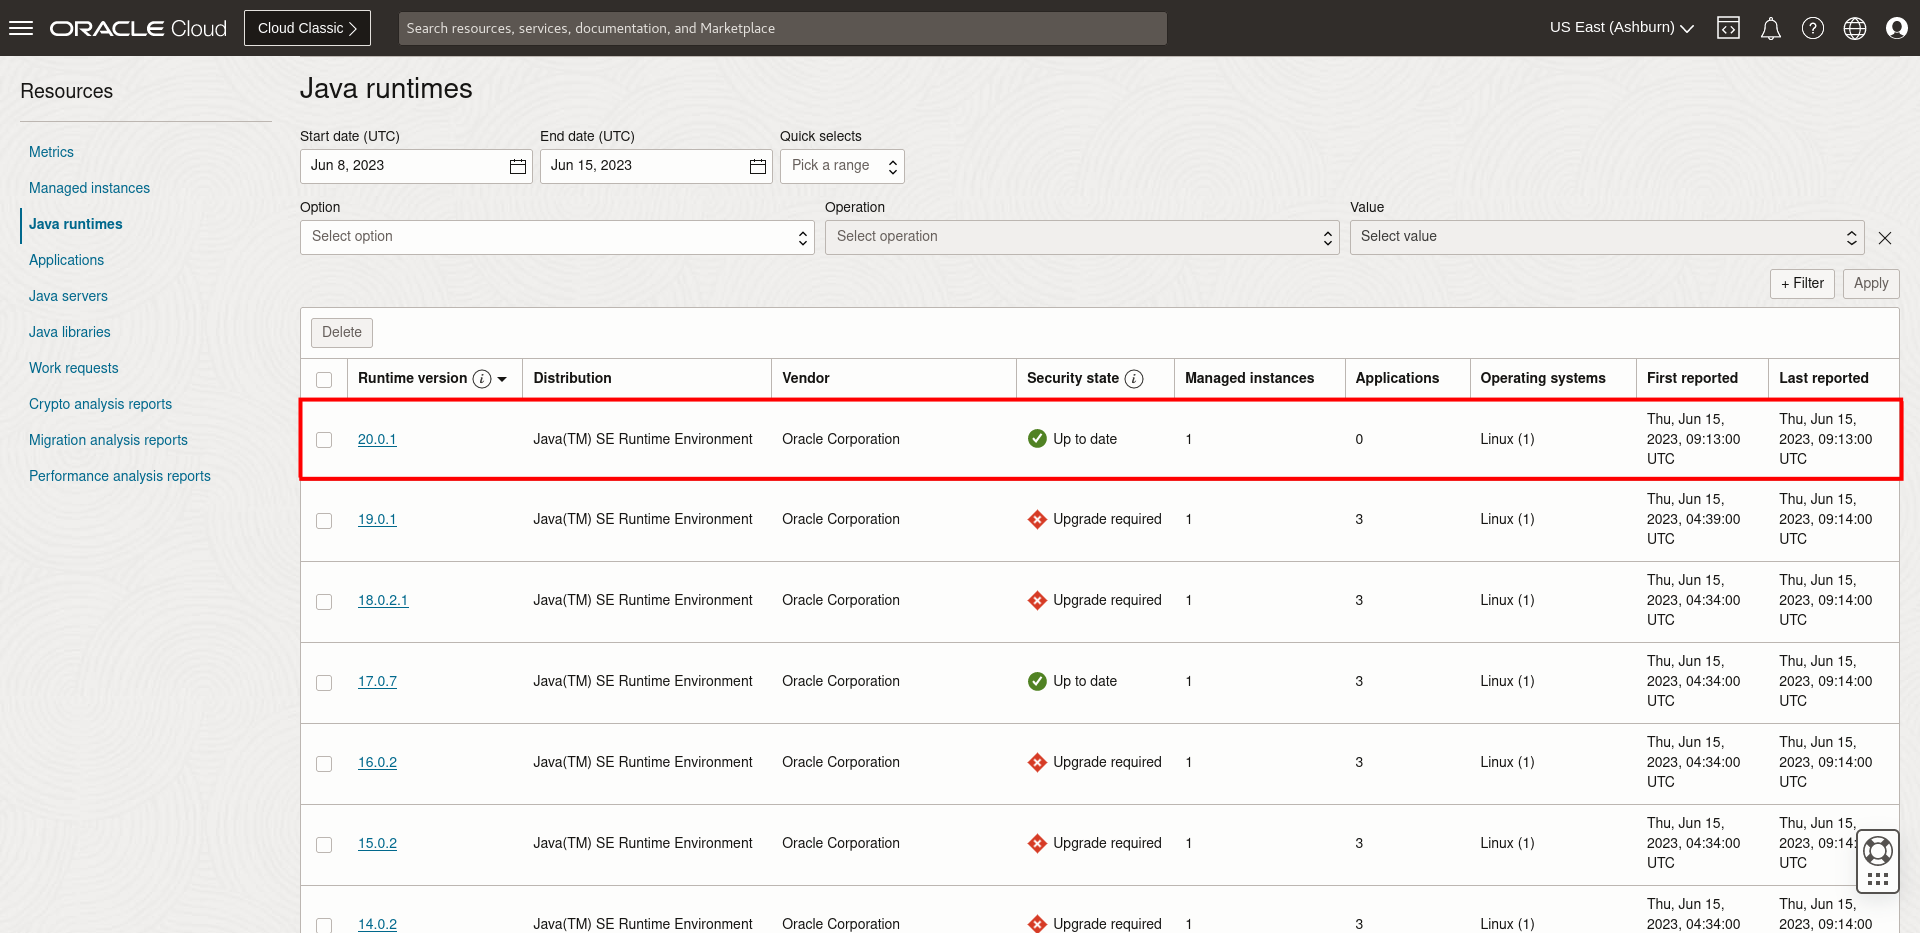 ORACLE Cloud
Cloud Classic
Search resources, services, documentation, and Marketplace
US East (Ashburn)
Resources
Metrics
Managed instances
Java runtimes
Applications
Java servers
Java libraries
Work requests
Crypto analysis reports
Migration analysis reports
Performance analysis reports
Java runtimes
Start date (UTC) End date (UTC) Quick selects
Jun 8, 2023 Jun 15, 2023 Pick a range
Option Operation Value
Select option Select operation Select value
+ Filter Apply
Delete
Runtime version i Distribution Vendor Security state i Managed instances Applications Operating systems First reported Last reported
Thu, Jun 15, Thu, Jun 15,
20.0.1 Java(TM) SE Runtime Environment Oracle Corporation Up to date 1 0 Linux (1) 2023, 09:13:00 2023, 09:13:00
UTC UTC
Thu, Jun 15, Thu, Jun 15,
19.0.1 Java(TM) SE Runtime Environment Oracle Corporation Upgrade required 1 3 Linux (1) 2023, 04:39:00 2023, 09:14:00
UTC UTC
Thu, Jun 15, Thu, Jun 15,
18.0.2.1 Java(TM) SE Runtime Environment Oracle Corporation Upgrade required 1 3 Linux (1) 2023, 04:34:00 2023, 09:14:00
UTC UTC
Thu, Jun 15, Thu, Jun 15,
17.0.7 Java(TM) SE Runtime Environment Oracle Corporation Up to date 1 3 Linux (1) 2023, 04:34:00 2023, 09:14:00
UTC UTC
Thu, Jun 15, Thu, Jun 15,
16.0.2 Java(TM) SE Runtime Environment Oracle Corporation Upgrade required 1 3 Linux (1) 2023, 04:34:00 2023, 09:14:00
UTC UTC
Thu, Jun 15, Thu, Jun 15,
15.0.2 Java(TM) SE Runtime Environment Oracle Corporation Upgrade required 1 3 Linux (1) 2023, 04:34:00 2023, 09:14:
UTC UTC
Thu, Jun 15, Thu, Jun 15,
14.0.2 Java(TM) SE Runtime Environment Oracle Corporation Upgrade required 1 3 Linux (1) 2023, 04:34:00 2023, 09:14:00